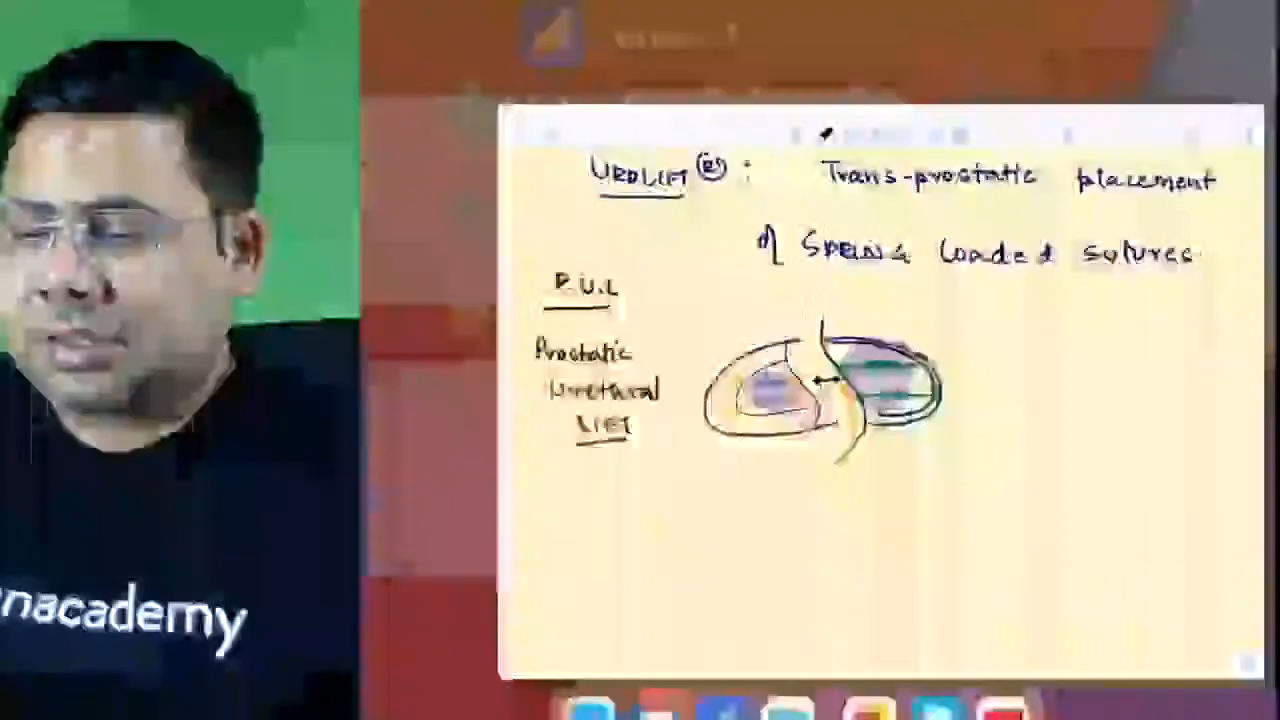 UROLIFT ® : Trans-prostatic placement
of SPRING loaded sutures
P.U.L
Prostatic
Urethral
LIFT
nacademy